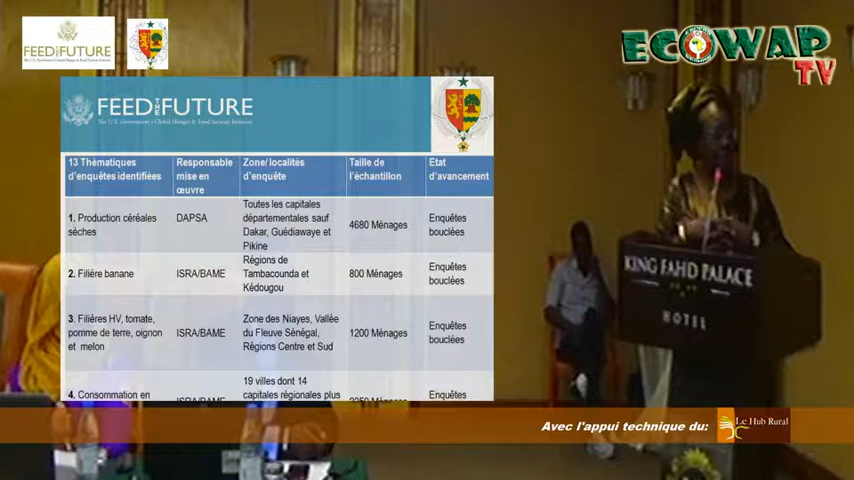 FEED THE FUTURE
ECOWAP
TV
FEED THE FUTURE
The U.S. Government's Global Hunger & Food Security Initiative
13 Thématiques d'enquêtes identifiées
Responsable mise en œuvre
Zone/ localités d'enquête
Taille de l'échantillon
Etat d'avancement
1. Production céréales séches
DAPSA
Toutes les capitales départementales sauf Dakar, Guédiawaye et Pikine
4680 Ménages
Enquêtes bouclées
2. Filière banane
ISRA/BAME
Régions de Tambacounda et Kédougou
800 Ménages
Enquêtes bouclées
3. Filières HV, tomate, pomme de terre, oignon et melon
ISRA/BAME
Zone des Niayes, Vallée du Fleuve Sénégal, Régions Centre et Sud
1200 Ménages
Enquêtes bouclées
4. Consommation en
ISRA/BAME
19 villes dont 14 capitales régionales plus
Enquêtes
KING FAHD PALACE
HOTEL
Avec l'appui technique du:
Le Hub Rural